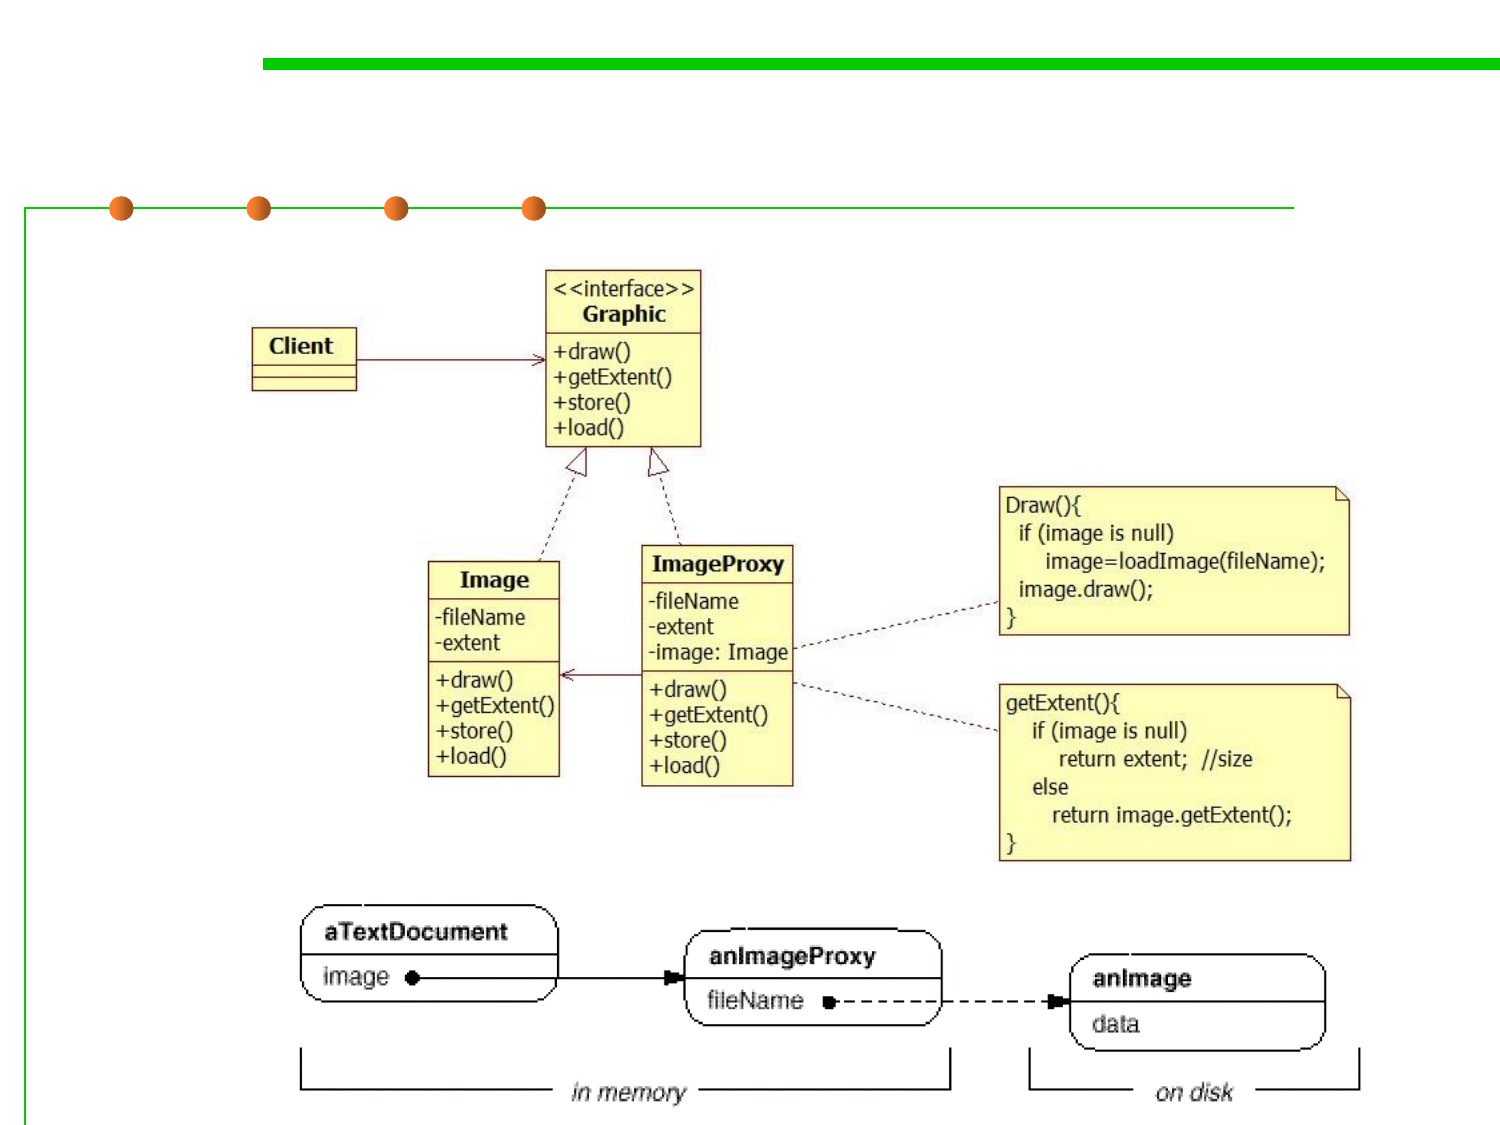 <<interface>>
Graphic
+draw()
+getExtent()
+store()
+load()
Client
Image
-fileName
-extent
+draw()
+getExtent()
+store()
+load()
ImageProxy
-fileName
-extent
-image: Image
+draw()
+getExtent()
+store()
+load()
Draw(){
if (image is null)
image=loadImage(fileName);
image.draw();
}
getExtent(){
if (image is null)
return extent; //size
else
return image.getExtent();
}
aTextDocument
image
anImageProxy
fileName
anImage
data
in memory
on disk